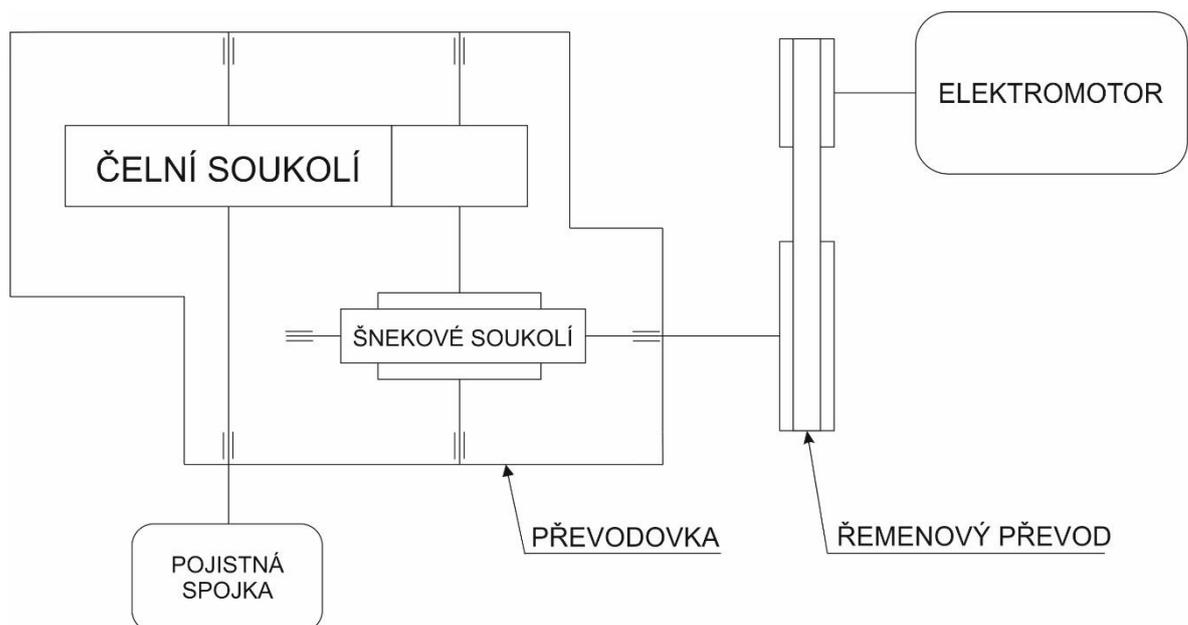 ELEKTROMOTOR
ČELNÍ SOUKOLÍ
ŠNEKOVÉ SOUKOLÍ
PŘEVODOVKA
ŘEMENOVÝ PŘEVOD
POJISTNÁ
SPOJKA